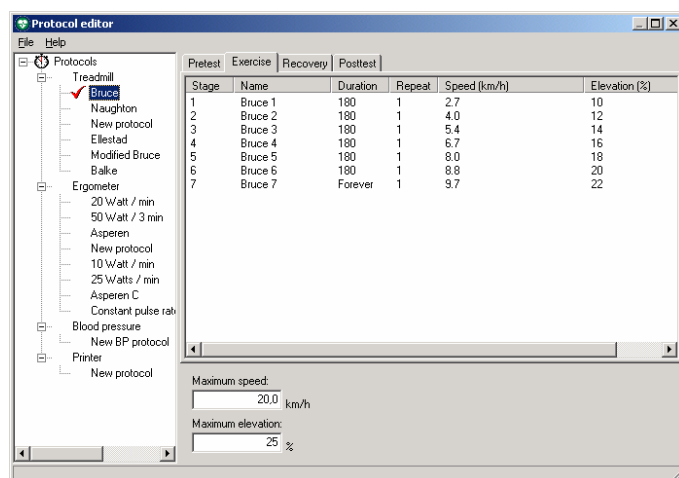 Protocol editor
File Help
Protocols
Treadmill
Bruce
Naughton
New protocol
Ellestad
Modified Bruce
Balke
Ergometer
20 Watt / min
50 Watt / 3 min
Asperen
New protocol
10 Watt / min
25 Watts / min
Asperen C
Constant pulse rat
Blood pressure
New BP protocol
Printer
New protocol
Pretest Exercise Recovery Posttest
Stage Name Duration Repeat Speed (km/h) Elevation (%)
1 Bruce 1 180 1 2.7 10
2 Bruce 2 180 1 4.0 12
3 Bruce 3 180 1 5.4 14
4 Bruce 4 180 1 6.7 16
5 Bruce 5 180 1 8.0 18
6 Bruce 6 180 1 8.8 20
7 Bruce 7 Forever 1 9.7 22
Maximum speed:
20,0 km/h
Maximum elevation:
25 %